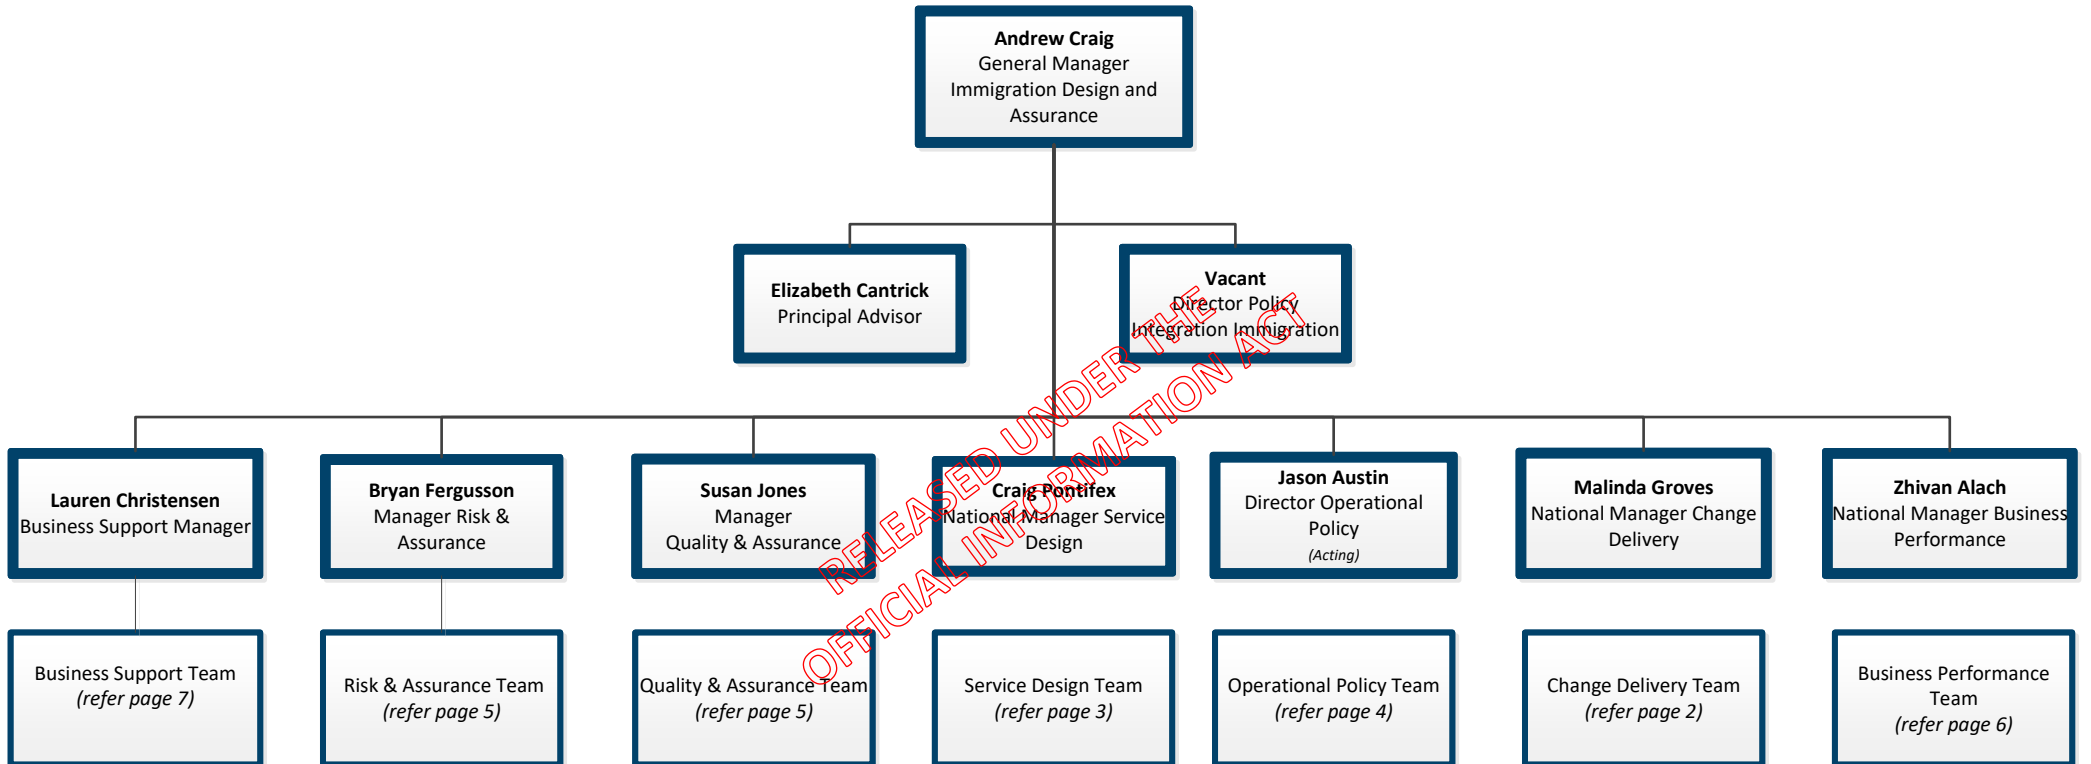 Andrew Craig
General Manager
Immigration Design and
Assurance
Elizabeth Cantrick
Principal Advisor
Vacant
Director Policy
Integration Immigration
RELEASED UNDER THE
OFFICIAL INFORMATION ACT
Lauren Christensen
Business Support Manager
Bryan Fergusson
Manager Risk &
Assurance
Susan Jones
Manager
Quality & Assurance
Craig Pontifex
National Manager Service
Design
Jason Austin
Director Operational
Policy
(Acting)
Malinda Groves
National Manager Change
Delivery
Zhivan Alach
National Manager Business
Performance
Business Support Team
(refer page 7)
Risk & Assurance Team
(refer page 5)
Quality & Assurance Team
(refer page 5)
Service Design Team
(refer page 3)
Operational Policy Team
(refer page 4)
Change Delivery Team
(refer page 2)
Business Performance
Team
(refer page 6)